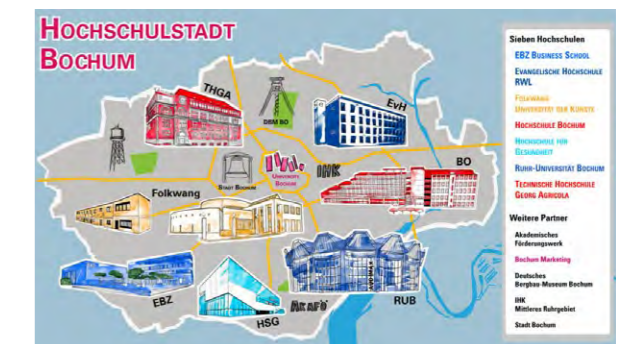 HOCHSCHULSTADT
BOCHUM
THGA
DBM BO
EvH
STADT BOCHUM
UNIVERSITY
BOCHUM
IHK
BO
Folkwang
EBZ
HSG
AKAFÖ
RUB
Sieben Hochschulen
EBZ BUSINESS SCHOOL
EVANGELISCHE HOCHSCHULE
RWL
FOLKWANG
UNIVERSITÄT DER KÜNSTE
HOCHSCHULE BOCHUM
HOCHSCHULE FÜR
GESUNDHEIT
RUHR-UNIVERSITÄT BOCHUM
TECHNISCHE HOCHSCHULE
GEORG AGRICOLA
Weitere Partner
Akademisches
Förderungswerk
Bochum Marketing
Deutsches
Bergbau-Museum Bochum
IHK
Mittleres Ruhrgebiet
Stadt Bochum